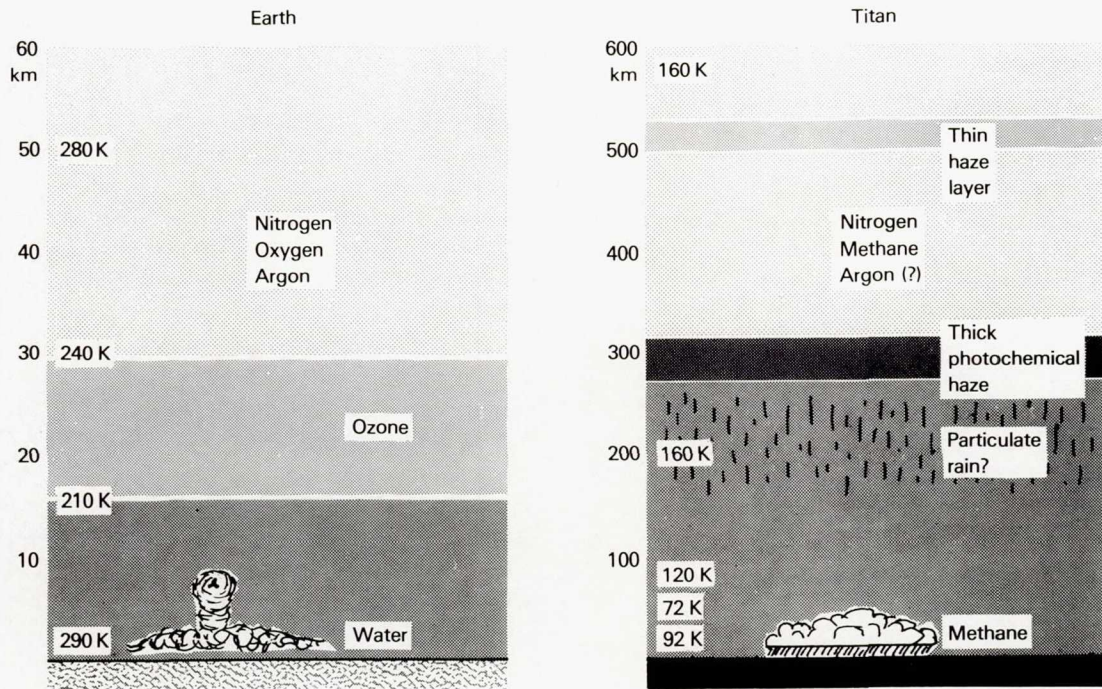 Earth
60
km
50
280 K
Nitrogen
Oxygen
Argon
40
30
240 K
Ozone
20
210 K
10
290 K
Water
Titan
600
km
160 K
Thin
haze
layer
500
Nitrogen
Methane
Argon (?)
400
300
Thick
photochemical
haze
200
160 K
Particulate
rain?
100
120 K
72 K
92 K
Methane